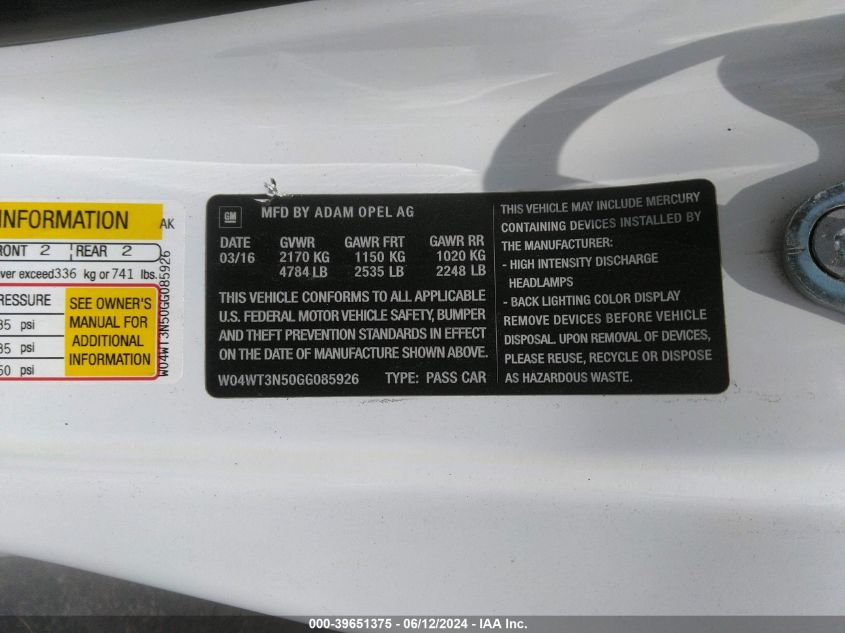 INFORMATION
AK
FRONT 2 REAR 2
ver exceed336 kg or 741 lbs.
PRESSURE
35 psi
35 psi
50 psi
SEE OWNER'S
MANUAL FOR
ADDITIONAL
INFORMATION
W04WT3N50GG085926
GM
MFD BY ADAM OPEL AG
DATE GVWR GAWR FRT GAWR RR
03/16 2170 KG 1150 KG 1020 KG
4784 LB 2535 LB 2248 LB
THIS VEHICLE CONFORMS TO ALL APPLICABLE
U.S. FEDERAL MOTOR VEHICLE SAFETY, BUMPER
AND THEFT PREVENTION STANDARDS IN EFFECT
ON THE DATE OF MANUFACTURE SHOWN ABOVE.
W04WT3N50GG085926 TYPE: PASS CAR
THIS VEHICLE MAY INCLUDE MERCURY
CONTAINING DEVICES INSTALLED BY
THE MANUFACTURER:
- HIGH INTENSITY DISCHARGE
HEADLAMPS
- BACK LIGHTING COLOR DISPLAY
REMOVE DEVICES BEFORE VEHICLE
DISPOSAL. UPON REMOVAL OF DEVICES,
PLEASE REUSE, RECYCLE OR DISPOSE
AS HAZARDOUS WASTE.
000-39651375 - 06/12/2024 - IAA Inc.